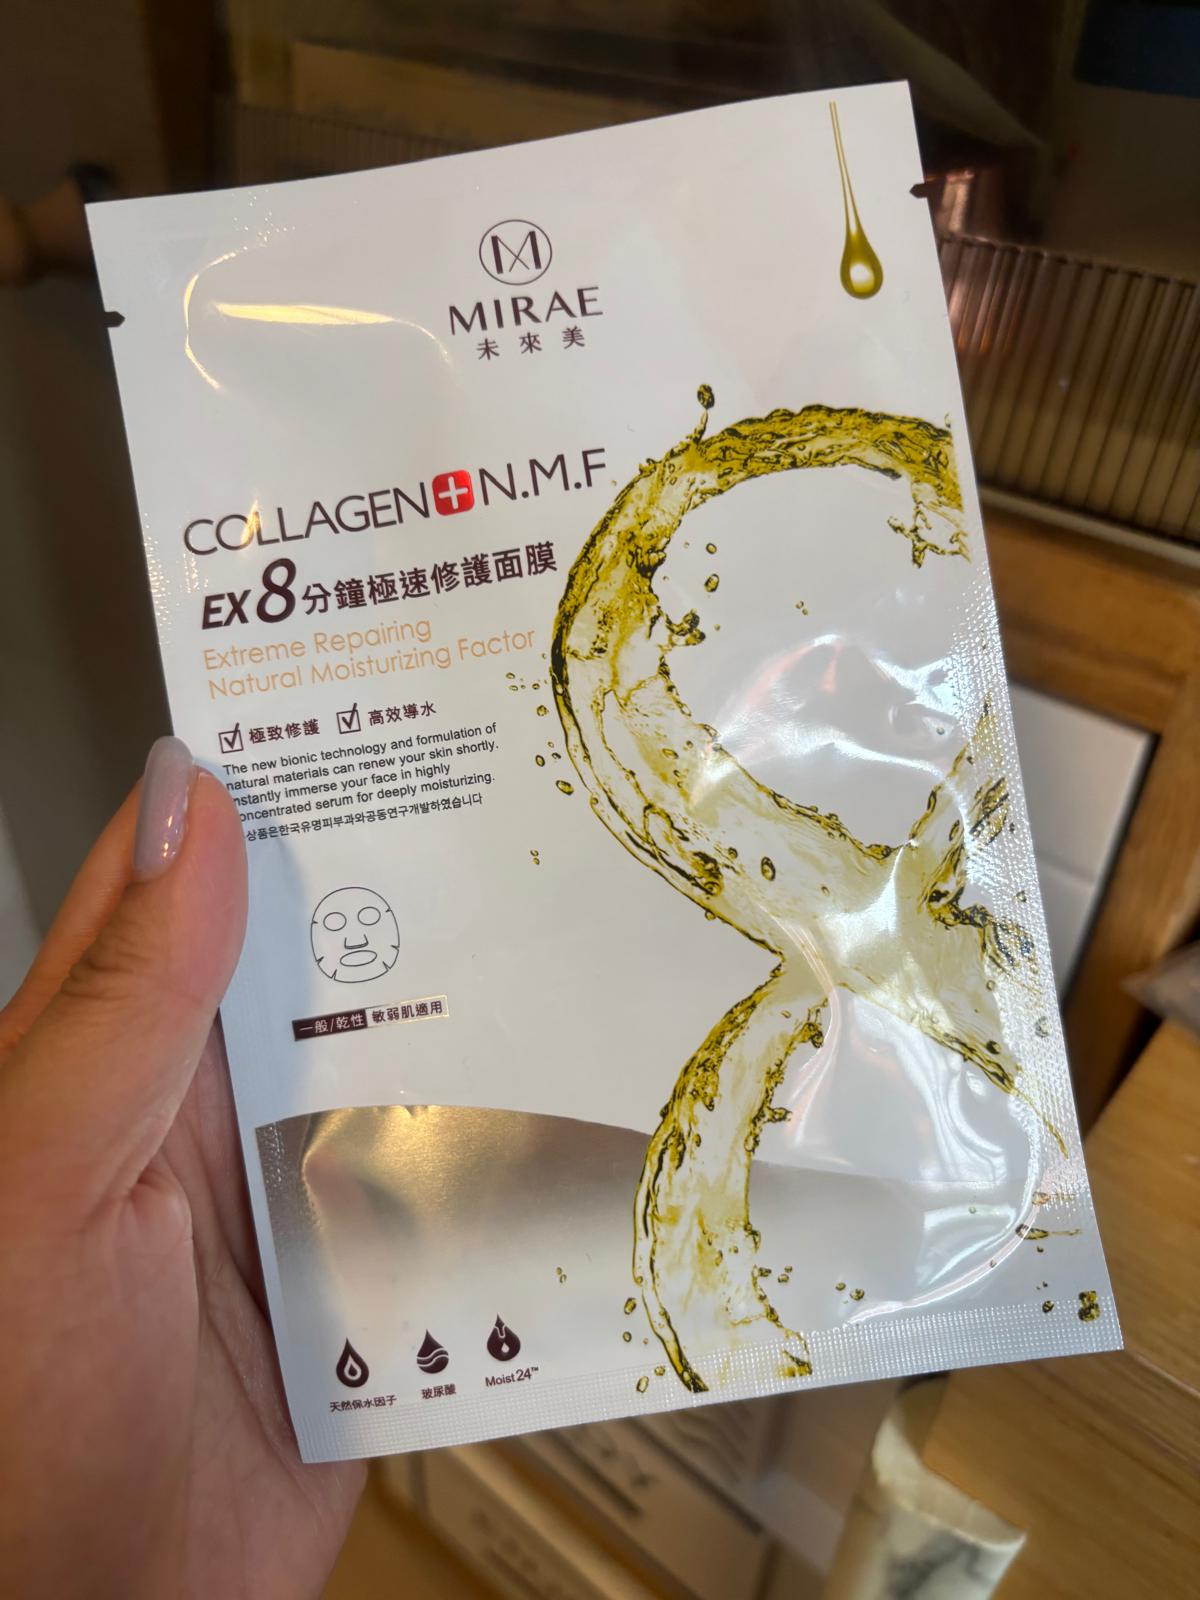 MIRAE
未來美
COLLAGEN+N.M.F
EX8分鐘極速修護面膜
Extreme Repairing
Natural Moisturizing Factor
極致修護 高效導水
The new bionic technology and formulation of
natural materials can renew your skin shortly.
nstantly immerse your face in highly
oncentrated serum for deeply moisturizing.
상품은한국유명피부과와공동연구개발하였습니다
一般/乾性 敏弱肌適用
天然保水因子 玻尿酸 Moist24™